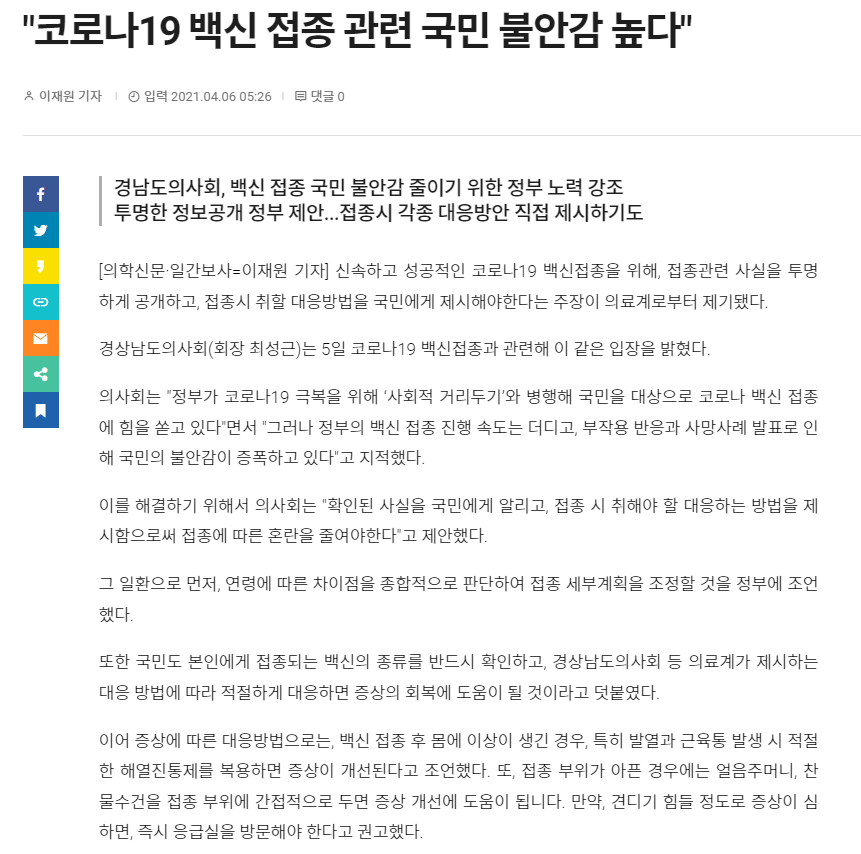 "코로나19 백신 접종 관련 국민 불안감 높다"
이재원 기자 입력 2021.04.06 05:26 댓글 0
경남도의사회, 백신 접종 국민 불안감 줄이기 위한 정부 노력 강조
투명한 정보공개 정부 제안...접종시 각종 대응방안 직접 제시하기도
[의학신문·일간보사=이재원 기자] 신속하고 성공적인 코로나19 백신접종을 위해, 접종관련 사실을 투명
하게 공개하고, 접종시 취할 대응방법을 국민에게 제시해야한다는 주장이 의료계로부터 제기됐다.
경상남도의사회(회장 최성근)는 5일 코로나19 백신접종과 관련해 이 같은 입장을 밝혔다.
의사회는 "정부가 코로나19 극복을 위해 '사회적 거리두기'와 병행해 국민을 대상으로 코로나 백신 접종
에 힘을 쏟고 있다"면서 "그러나 정부의 백신 접종 진행 속도는 더디고, 부작용 반응과 사망사례 발표로 인
해 국민의 불안감이 증폭하고 있다"고 지적했다.
이를 해결하기 위해서 의사회는 "확인된 사실을 국민에게 알리고, 접종 시 취해야 할 대응하는 방법을 제
시함으로써 접종에 따른 혼란을 줄여야한다"고 제안했다.
그 일환으로 먼저, 연령에 따른 차이점을 종합적으로 판단하여 접종 세부계획을 조정할 것을 정부에 조언
했다.
또한 국민도 본인에게 접종되는 백신의 종류를 반드시 확인하고, 경상남도의사회 등 의료계가 제시하는
대응 방법에 따라 적절하게 대응하면 증상의 회복에 도움이 될 것이라고 덧붙였다.
이어 증상에 따른 대응방법으로는, 백신 접종 후 몸에 이상이 생긴 경우, 특히 발열과 근육통 발생 시 적절
한 해열진통제를 복용하면 증상이 개선된다고 조언했다. 또, 접종 부위가 아픈 경우에는 얼음주머니, 찬
물수건을 접종 부위에 간접적으로 두면 증상 개선에 도움이 됩니다. 만약, 견디기 힘들 정도로 증상이 심
하면, 즉시 응급실을 방문해야 한다고 권고했다.